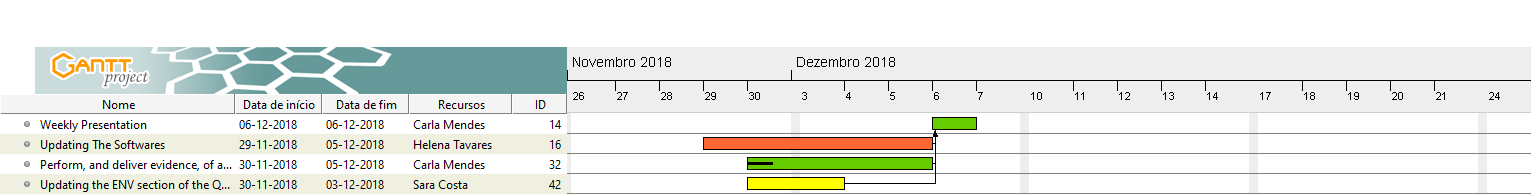 GANTT
project
Novembro 2018 Dezembro 2018
26 27 28 29 30 3 4 5 6 7 10 11 12 13 14 17 18 19 20 21 24
Nome Data de início Data de fim Recursos ID
Weekly Presentation 06-12-2018 06-12-2018 Carla Mendes 14
Updating The Softwares 29-11-2018 05-12-2018 Helena Tavares 16
Perform, and deliver evidence, of a... 30-11-2018 05-12-2018 Carla Mendes 32
Updating the ENV section of the Q... 30-11-2018 03-12-2018 Sara Costa 42